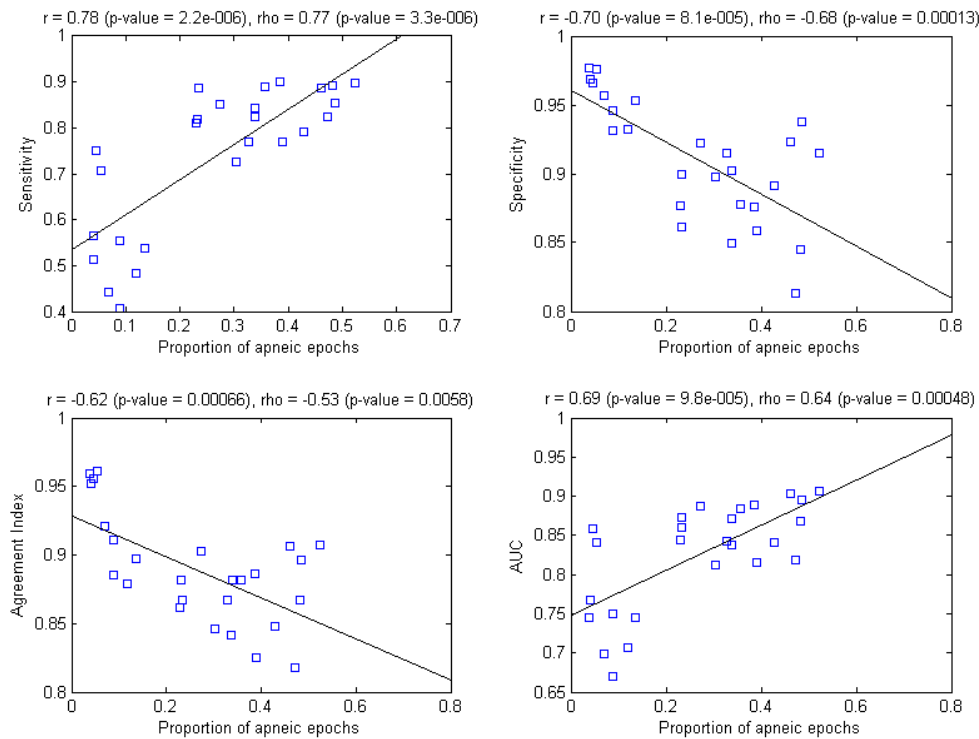 r = 0.78 (p-value = 2.2e-006), rho = 0.77 (p-value = 3.3e-006)
1
0.9
0.8
0.7
0.6
0.5
0.4
Sensitivity
0 0.1 0.2 0.3 0.4 0.5 0.6 0.7
Proportion of apneic epochs
r = -0.70 (p-value = 8.1e-005), rho = -0.68 (p-value = 0.00013)
1
0.95
0.9
0.85
0.8
Specificity
0 0.2 0.4 0.6 0.8
Proportion of apneic epochs
r = -0.62 (p-value = 0.00066), rho = -0.53 (p-value = 0.0058)
1
0.95
0.9
0.85
0.8
Agreement Index
0 0.2 0.4 0.6 0.8
Proportion of apneic epochs
r = 0.69 (p-value = 9.8e-005), rho = 0.64 (p-value = 0.00048)
1
0.95
0.9
0.85
0.8
0.75
0.7
0.65
AUC
0 0.2 0.4 0.6 0.8
Proportion of apneic epochs